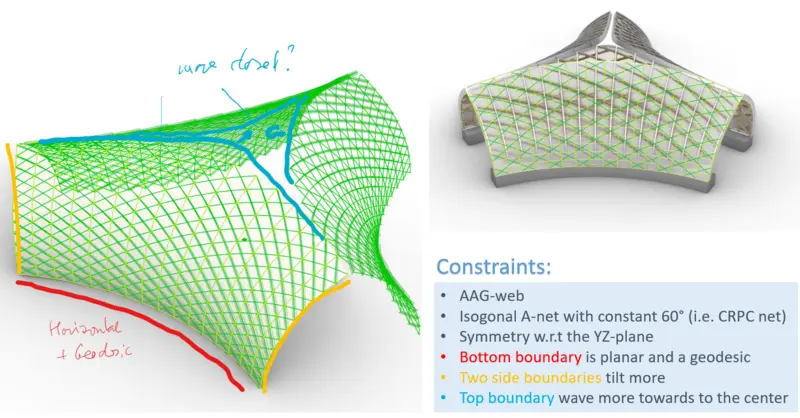 move closer?
Horizontal
+ Geodesic
Constraints:
• AAG-web
• Isogonal A-net with constant 60° (i.e. CRPC net)
• Symmetry w.r.t the YZ-plane
• Bottom boundary is planar and a geodesic
• Two side boundaries tilt more
• Top boundary wave more towards to the center